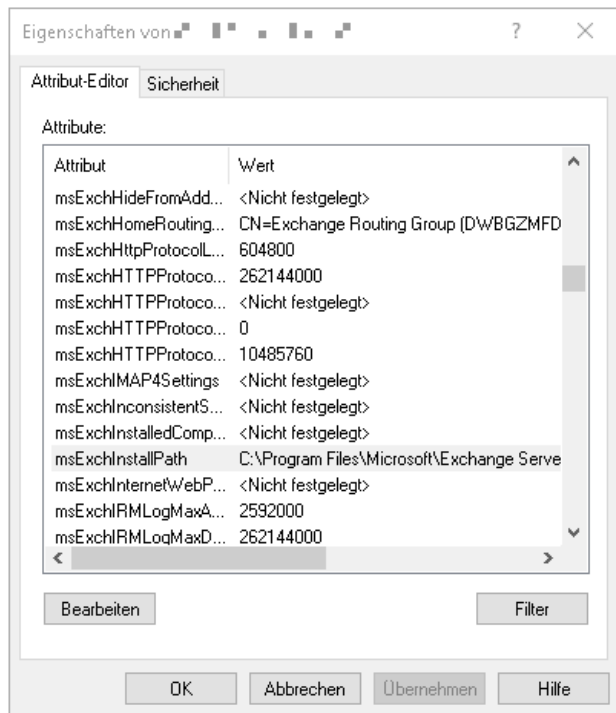 Eigenschaften von
? ×
Attribut-Editor Sicherheit
Attribute:
Attribut Wert
msExchHideFromAdd... <Nicht festgelegt>
msExchHomeRouting... CN=Exchange Routing Group (DWBGZMFD
msExchHttpProtocolL... 604800
msExchHTTPProtoco... 262144000
msExchHTTPProtoco... <Nicht festgelegt>
msExchHTTPProtoco... 0
msExchHTTPProtoco... 10485760
msExchIMAP4Settings <Nicht festgelegt>
msExchInconsistentS... <Nicht festgelegt>
msExchInstalledComp... <Nicht festgelegt>
msExchInstallPath C:\Program Files\Microsoft\Exchange Serve
msExchInternetWebP... <Nicht festgelegt>
msExchIRMLogMaxA... 2592000
msExchIRMLogMaxD... 262144000
Bearbeiten Filter
OK Abbrechen Übernehmen Hilfe